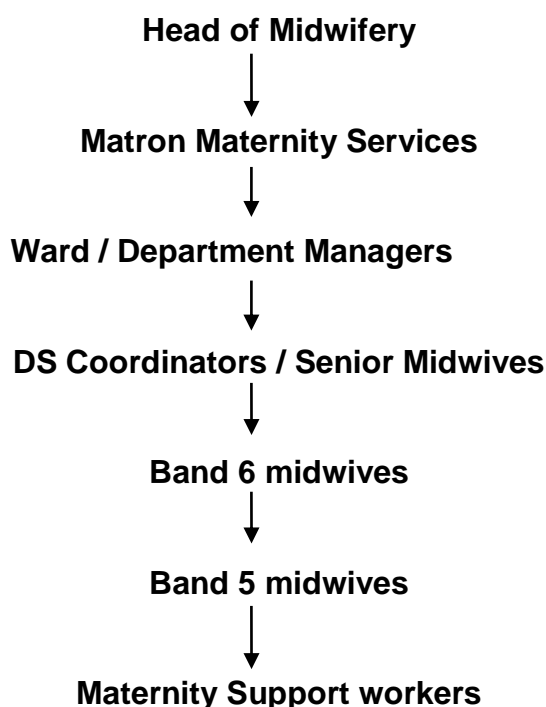 Head of Midwifery
Matron Maternity Services
Ward / Department Managers
DS Coordinators / Senior Midwives
Band 6 midwives
Band 5 midwives
Maternity Support workers